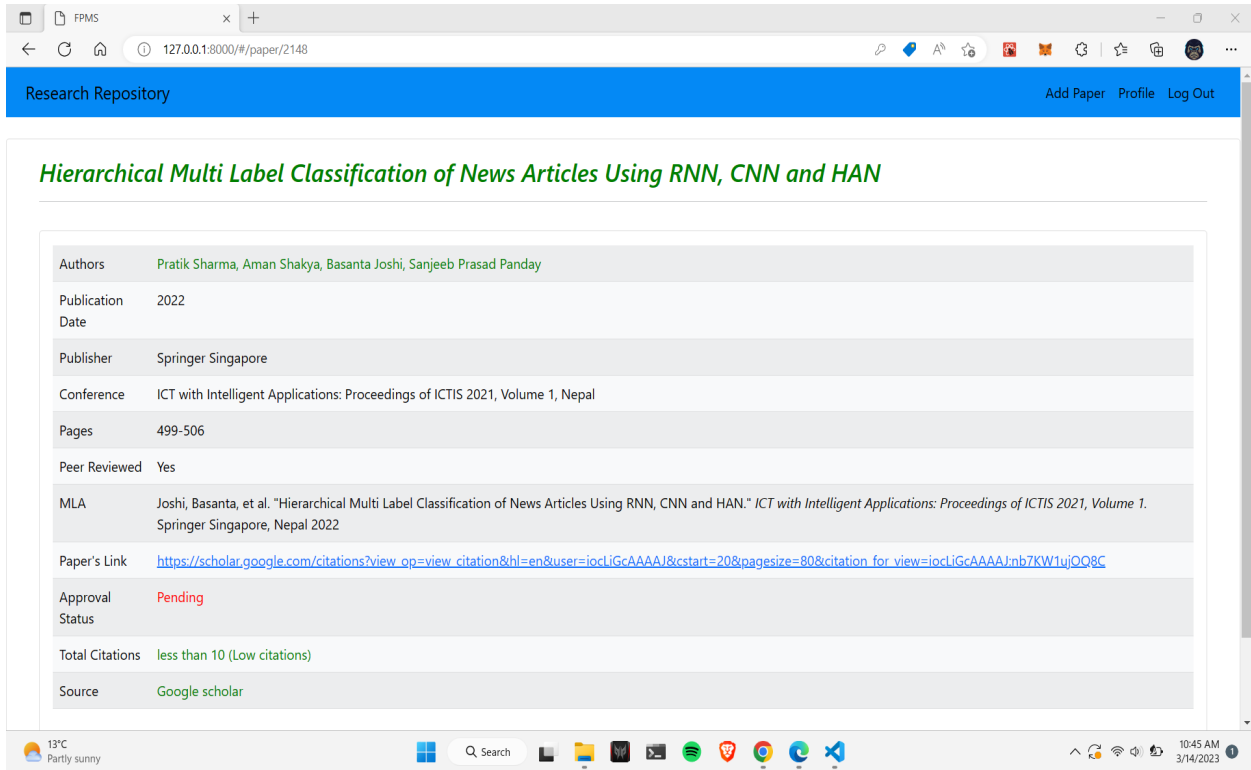 FPMS
127.0.0.1:8000/#/paper/2148
Research Repository
Add Paper Profile Log Out
Hierarchical Multi Label Classification of News Articles Using RNN, CNN and HAN
Authors Pratik Sharma, Aman Shakya, Basanta Joshi, Sanjeeb Prasad Panday
Publication 2022
Date
Publisher Springer Singapore
Conference ICT with Intelligent Applications: Proceedings of ICTIS 2021, Volume 1, Nepal
Pages 499-506
Peer Reviewed Yes
MLA Joshi, Basanta, et al. "Hierarchical Multi Label Classification of News Articles Using RNN, CNN and HAN." ICT with Intelligent Applications: Proceedings of ICTIS 2021, Volume 1.
Springer Singapore, Nepal 2022
Paper's Link https://scholar.google.com/citations?view_op=view_citation&hl=en&user=iocLiGcAAAAJ&cstart=20&pagesize=80&citation_for_view=iocLiGcAAAAJ:nb7KW1ujOQ8C
Approval Pending
Status
Total Citations less than 10 (Low citations)
Source Google scholar
13°C
Partly sunny
Search
10:45 AM
3/14/2023
1